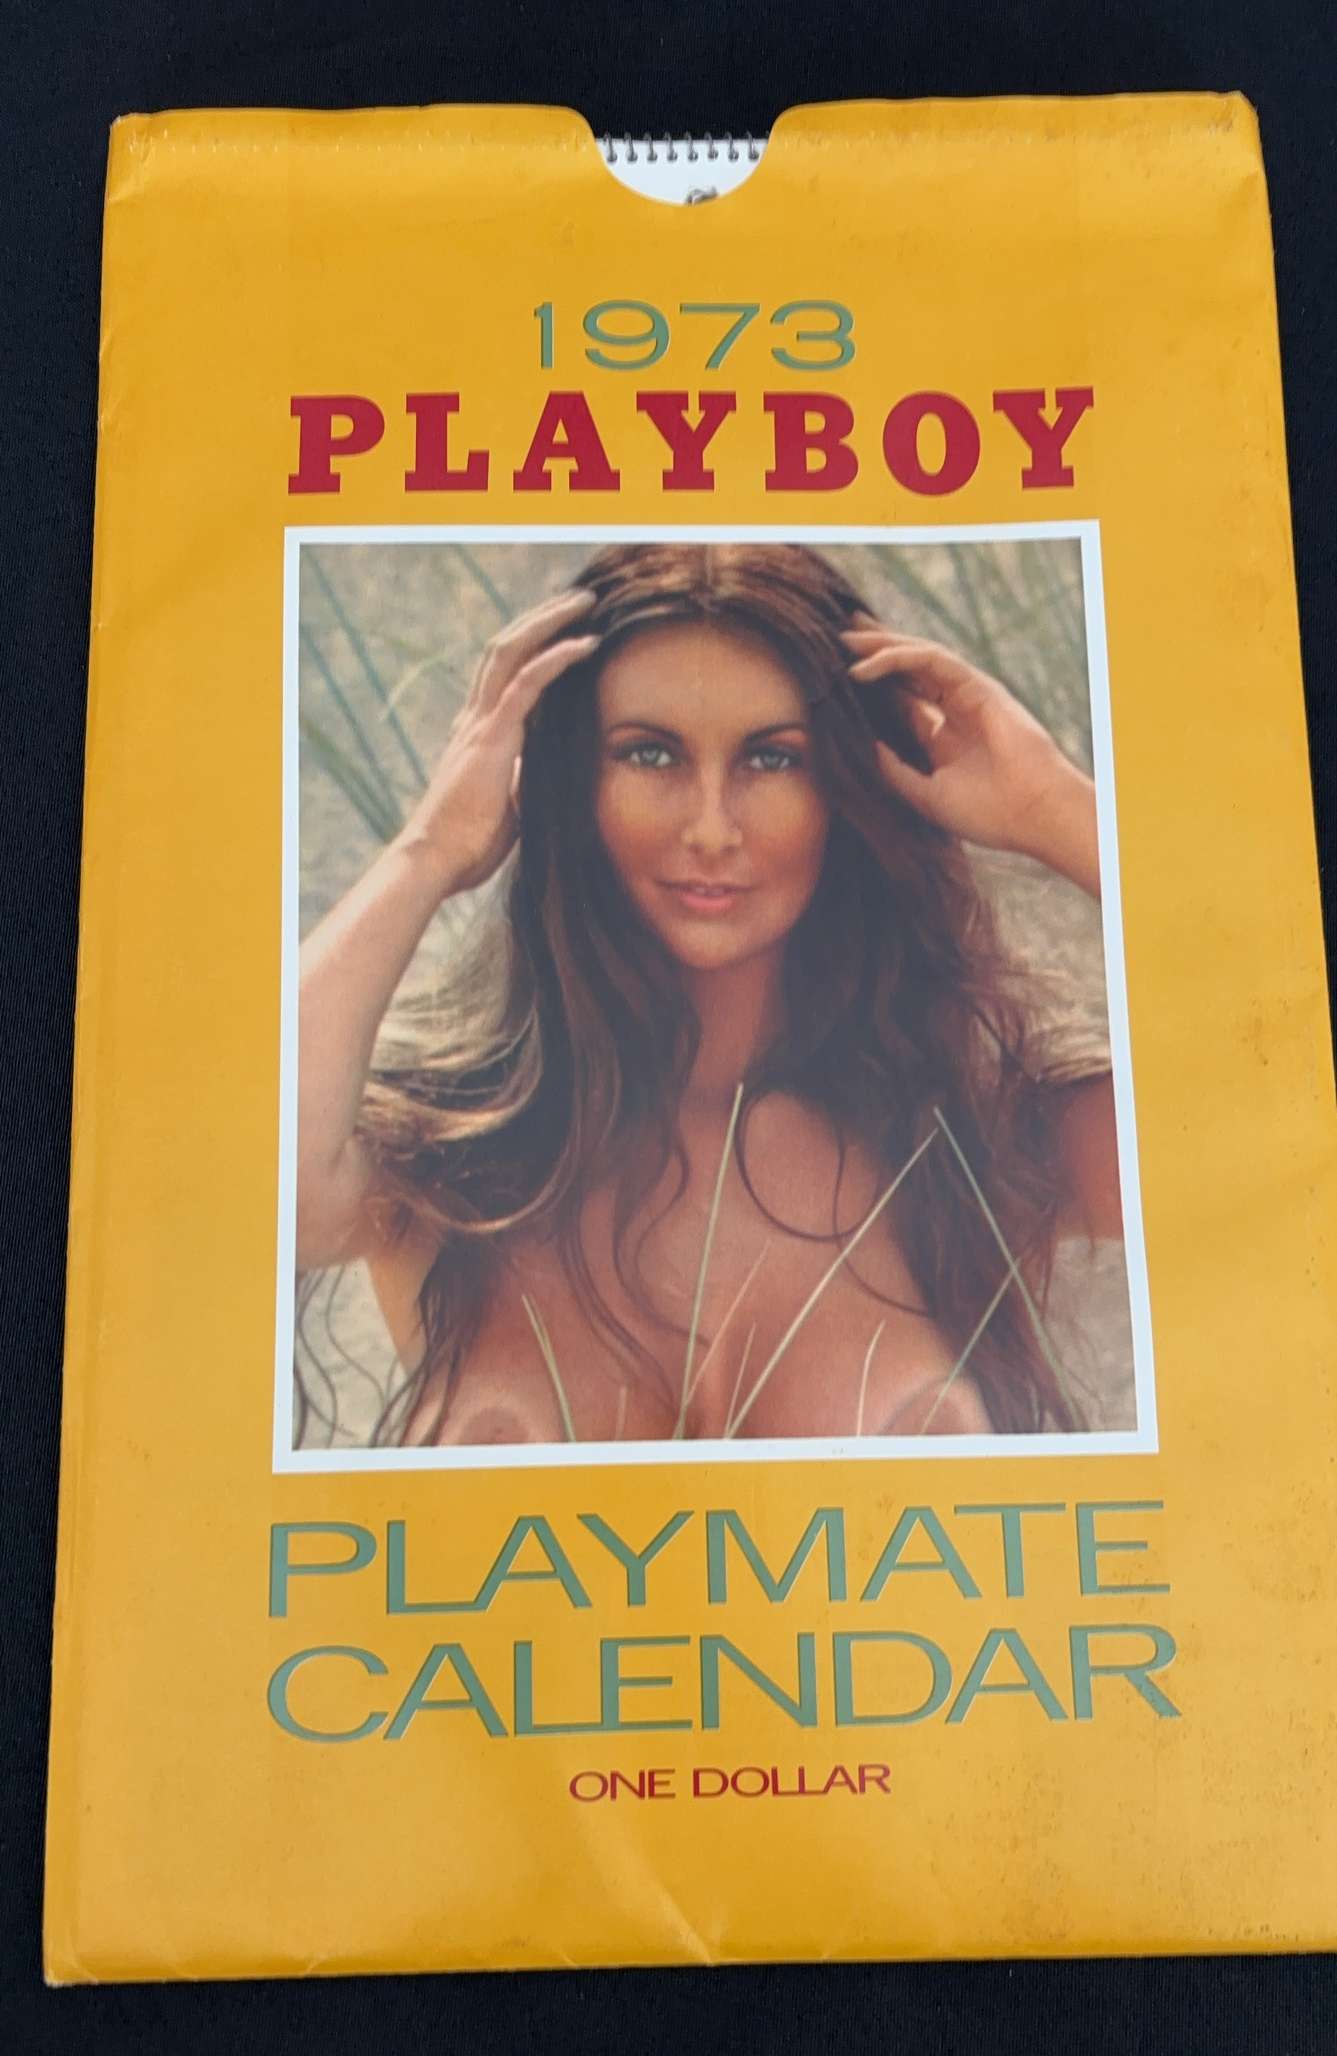 1973
PLAYBOY
PLAYMATE
CALENDAR
ONE DOLLAR